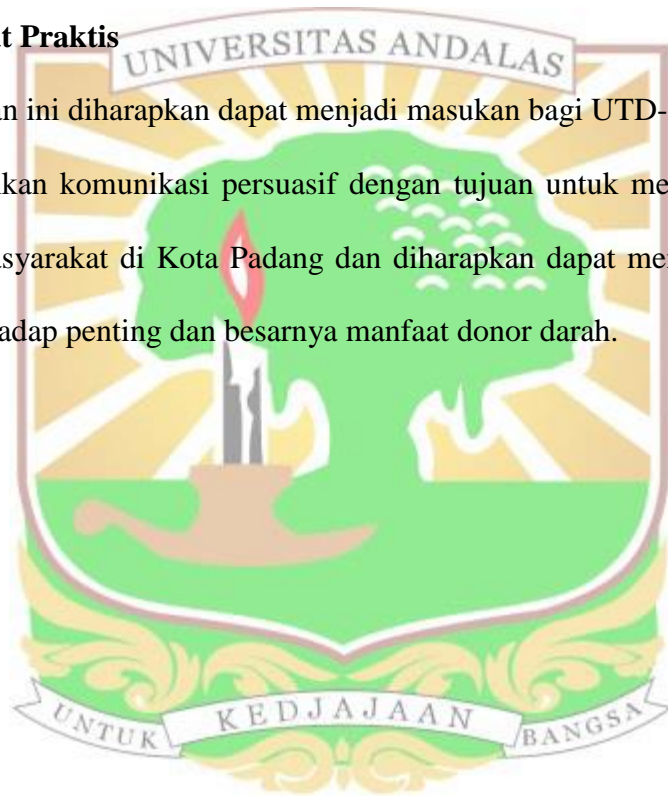 t Praktis
UNIVERSITAS ANDALAS
an ini diharapkan dapat menjadi masukan bagi UTD-
kan komunikasi persuasif dengan tujuan untuk me
syarakat di Kota Padang dan diharapkan dapat me
adap penting dan besarnya manfaat donor darah.
UNTUK KEDJAJAAN BANGSA